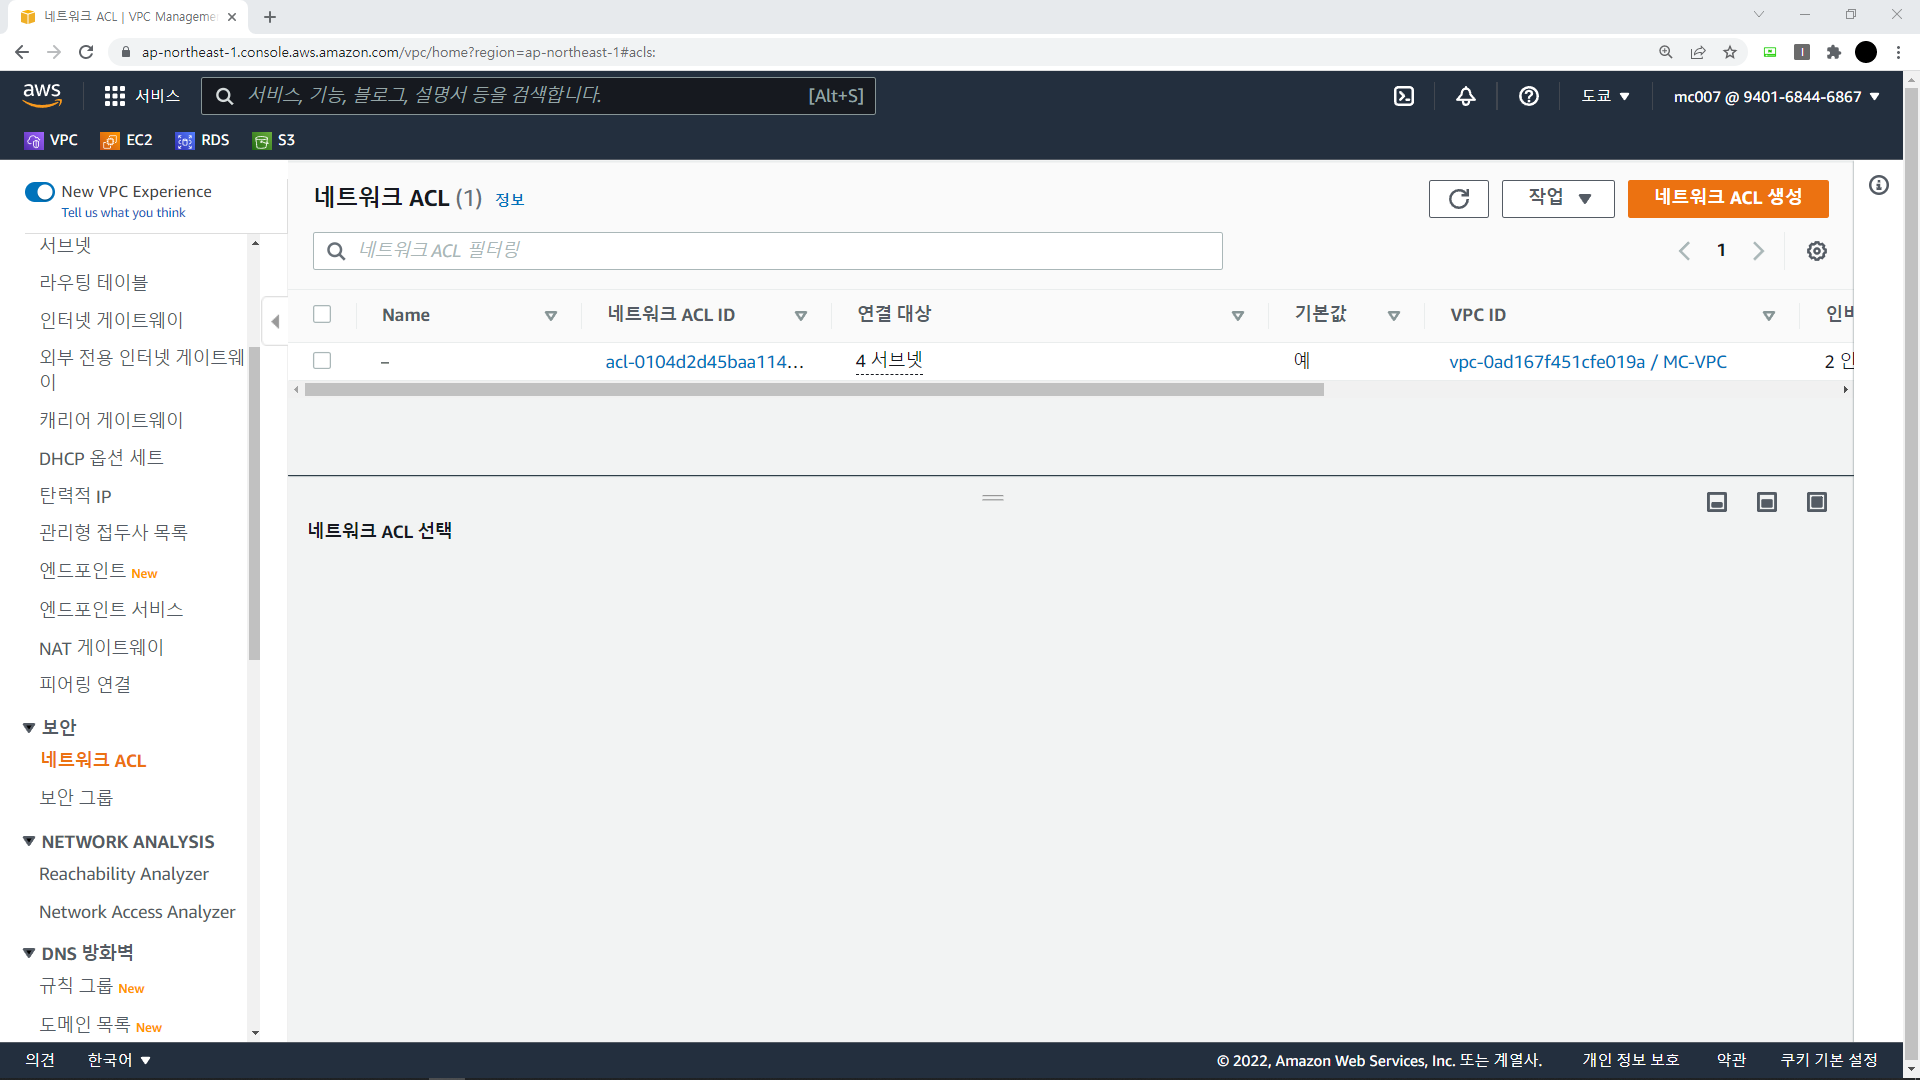 네트워크 ACL | VPC Manageme
ap-northeast-1.console.aws.amazon.com/vpc/home?region=ap-northeast-1#acls:
aws
서비스
서비스, 기능, 블로그, 설명서 등을 검색합니다.
[Alt+S]
도쿄
mc007 @ 9401-6844-6867
VPC
EC2
RDS
S3
New VPC Experience
Tell us what you think
서브넷
라우팅 테이블
인터넷 게이트웨이
외부 전용 인터넷 게이트웨
이
캐리어 게이트웨이
DHCP 옵션 세트
탄력적 IP
관리형 접두사 목록
엔드포인트 New
엔드포인트 서비스
NAT 게이트웨이
피어링 연결
보안
네트워크 ACL
보안 그룹
NETWORK ANALYSIS
Reachability Analyzer
Network Access Analyzer
DNS 방화벽
규칙 그룹 New
도메인 목록 New
네트워크 ACL (1) 정보
작업
네트워크 ACL 생성
네트워크 ACL 필터링
1
Name
네트워크 ACL ID
연결 대상
기본값
VPC ID
인바
–
acl-0104d2d45baa114...
4 서브넷
예
vpc-0ad167f451cfe019a / MC-VPC
2 인
네트워크 ACL 선택
의견
한국어
© 2022, Amazon Web Services, Inc. 또는 계열사.
개인 정보 보호
약관
쿠키 기본 설정